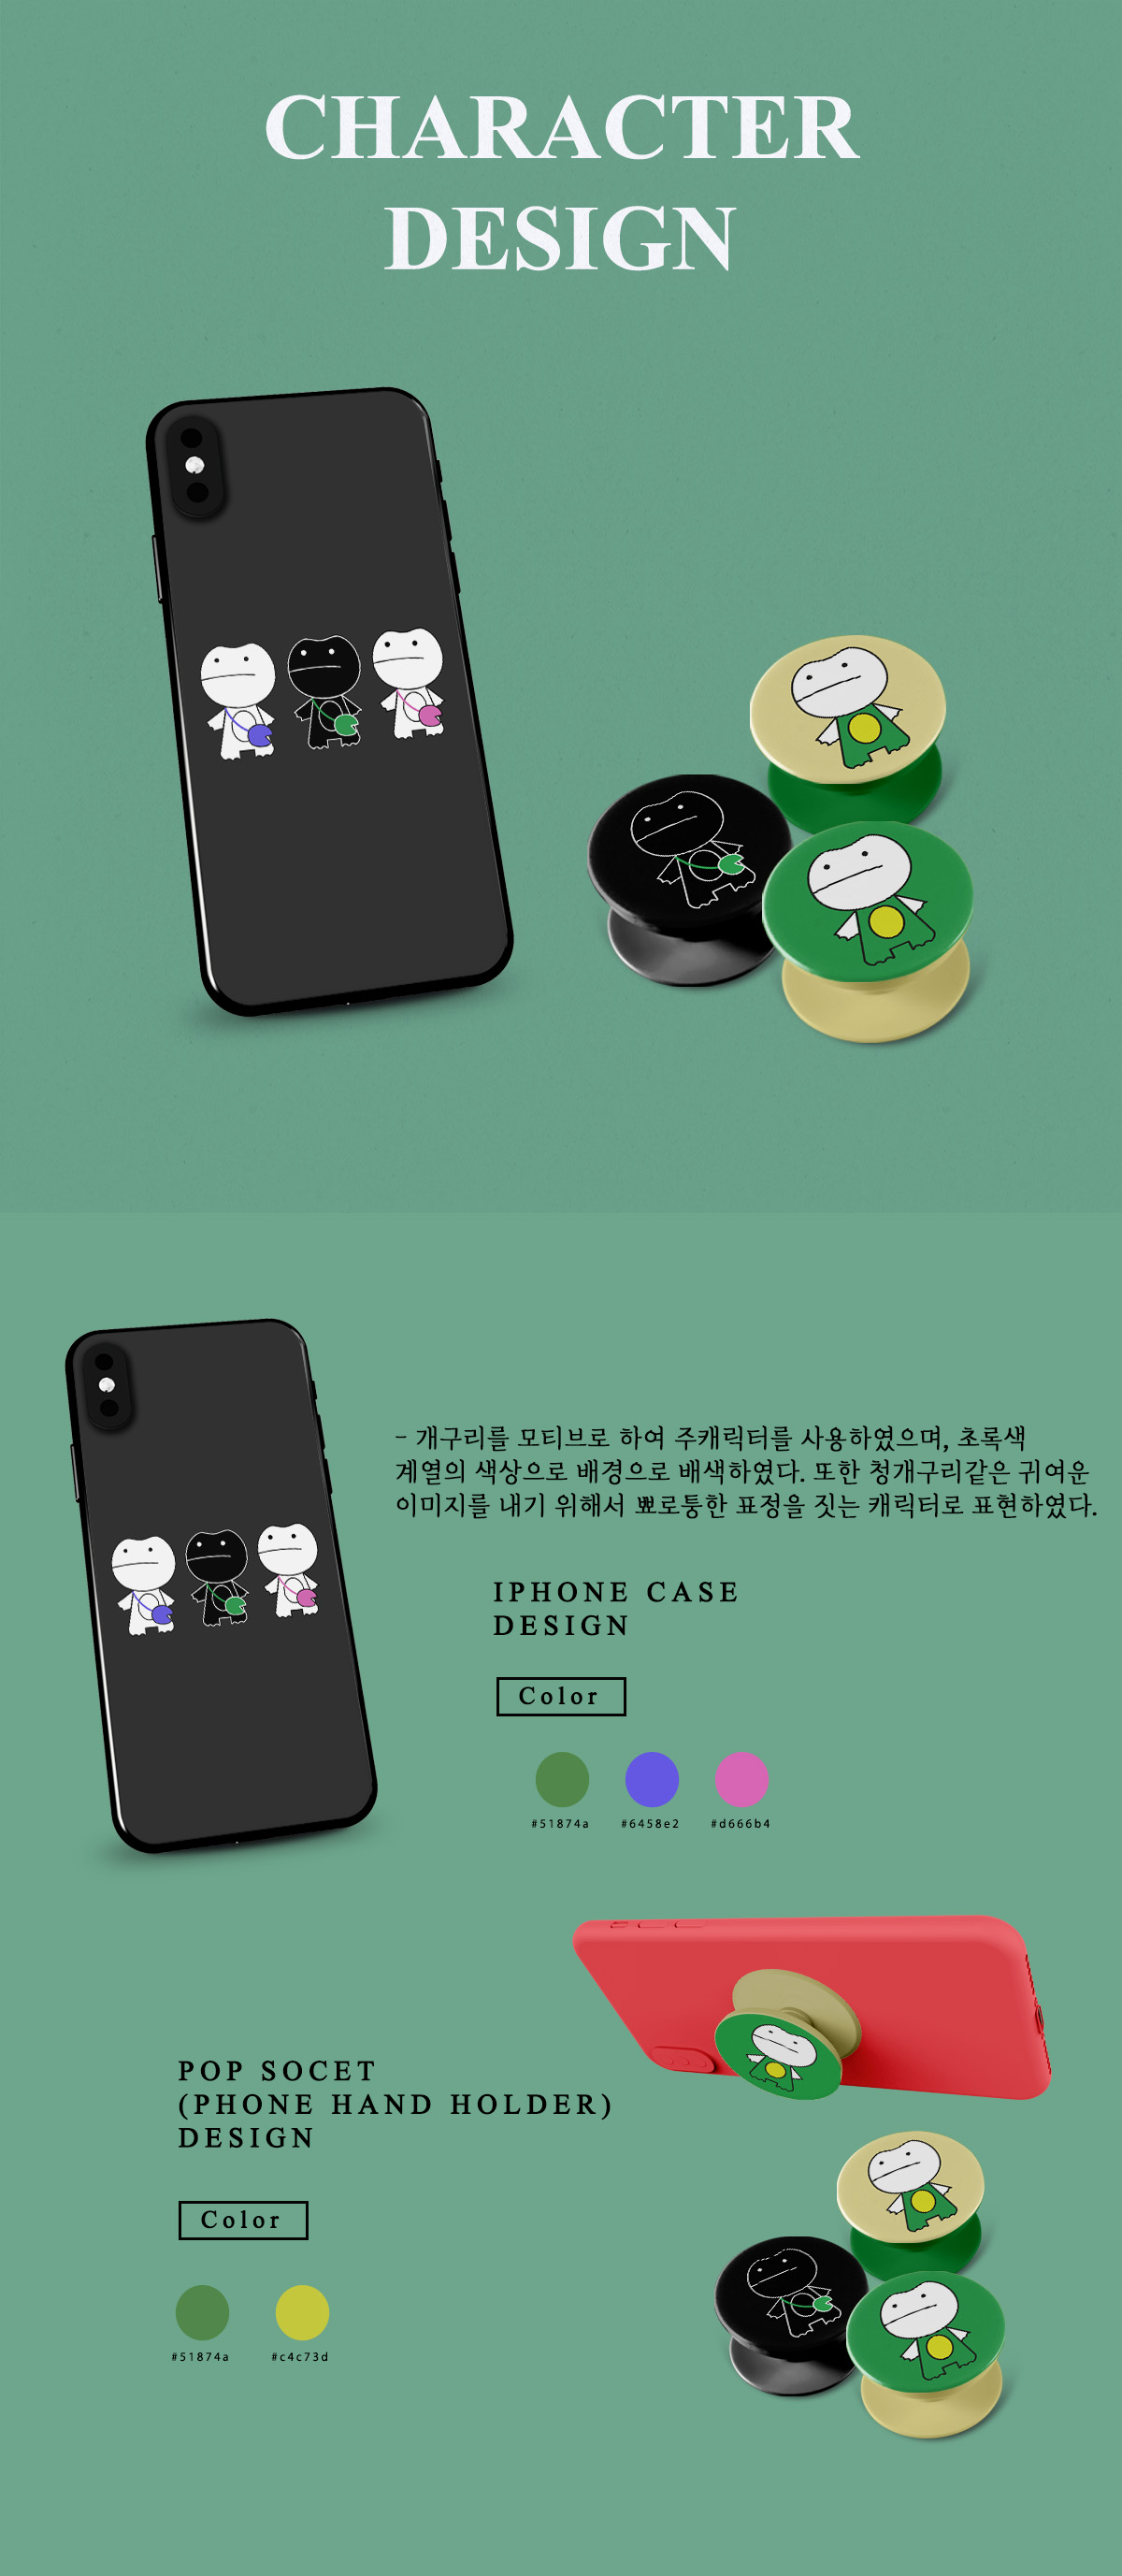 CHARACTER
DESIGN
- 개구리를 모티브로 하여 주캐릭터를 사용하였으며, 초록색
계열의 색상으로 배경으로 배색하였다. 또한 청개구리같은 귀여운
이미지를 내기 위해서 뾰로퉁한 표정을 짓는 캐릭터로 표현하였다.
IPHONE CASE
DESIGN
Color
#51874a #6458e2 #d666b4
POP SOCET
(PHONE HAND HOLDER)
DESIGN
Color
#51874a #c4c73d